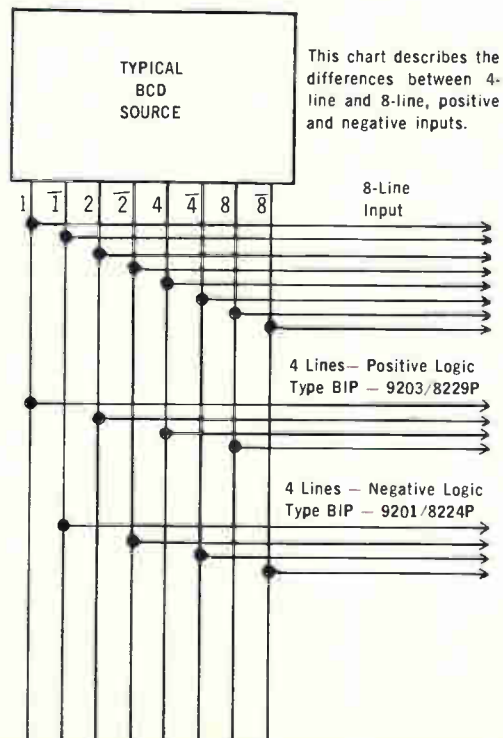 TYPICAL
BCD
SOURCE
This chart describes the
differences between 4-
line and 8-line, positive
and negative inputs.
1 1̅ 2 2̅ 4 4̅ 8 8̅
8-Line
Input
4 Lines — Positive Logic
Type BIP — 9203/8229P
4 Lines — Negative Logic
Type BIP — 9201/8224P